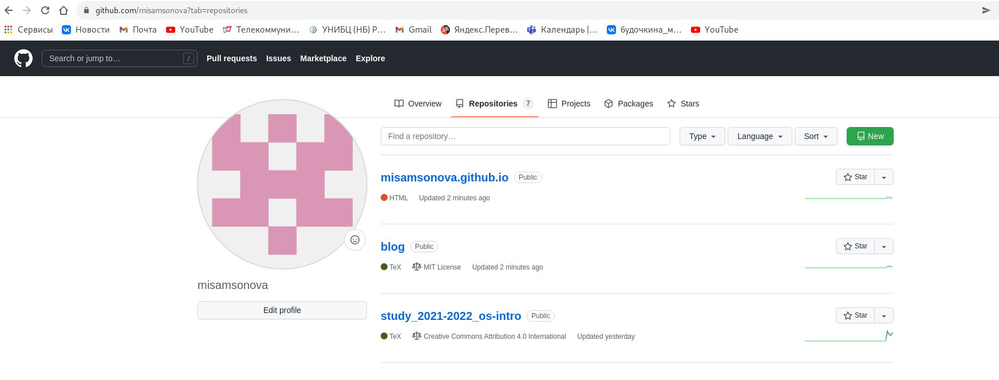 github.com/misamsonova?tab=repositories
Сервисы Новости Почта YouTube Телекоммуни... УНИБЦ (НБ) Р... Gmail Яндекс.Перев... Календарь |... будочкина_м... YouTube
Search or jump to... / Pull requests Issues Marketplace Explore
Overview Repositories 7 Projects Packages Stars
Find a repository... Type Language Sort New
misamsonova.github.io Public Star
HTML Updated 2 minutes ago
blog Public Star
TeX MIT License Updated 2 minutes ago
misamsonova
Edit profile
study_2021-2022_os-intro Public Star
TeX Creative Commons Attribution 4.0 International Updated yesterday